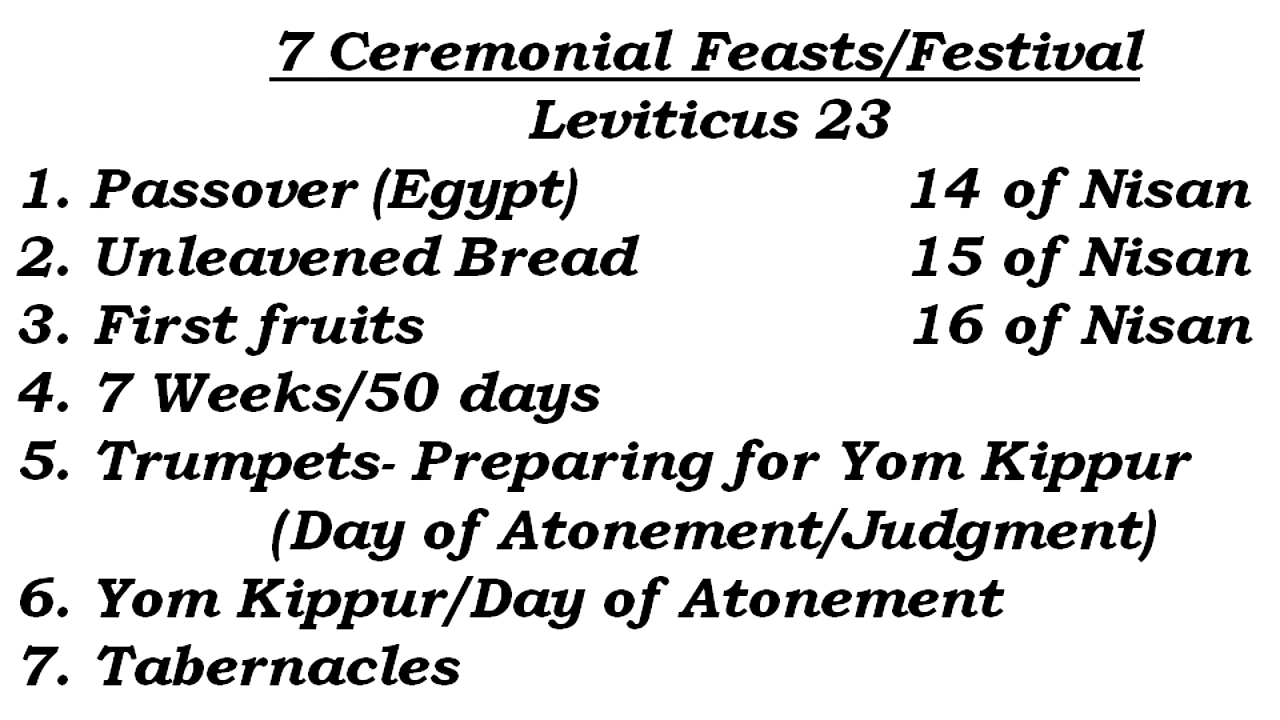 7 Ceremonial Feasts/Festival
Leviticus 23
1. Passover (Egypt) 14 of Nisan
2. Unleavened Bread 15 of Nisan
3. First fruits 16 of Nisan
4. 7 Weeks/50 days
5. Trumpets- Preparing for Yom Kippur
(Day of Atonement/Judgment)
6. Yom Kippur/Day of Atonement
7. Tabernacles